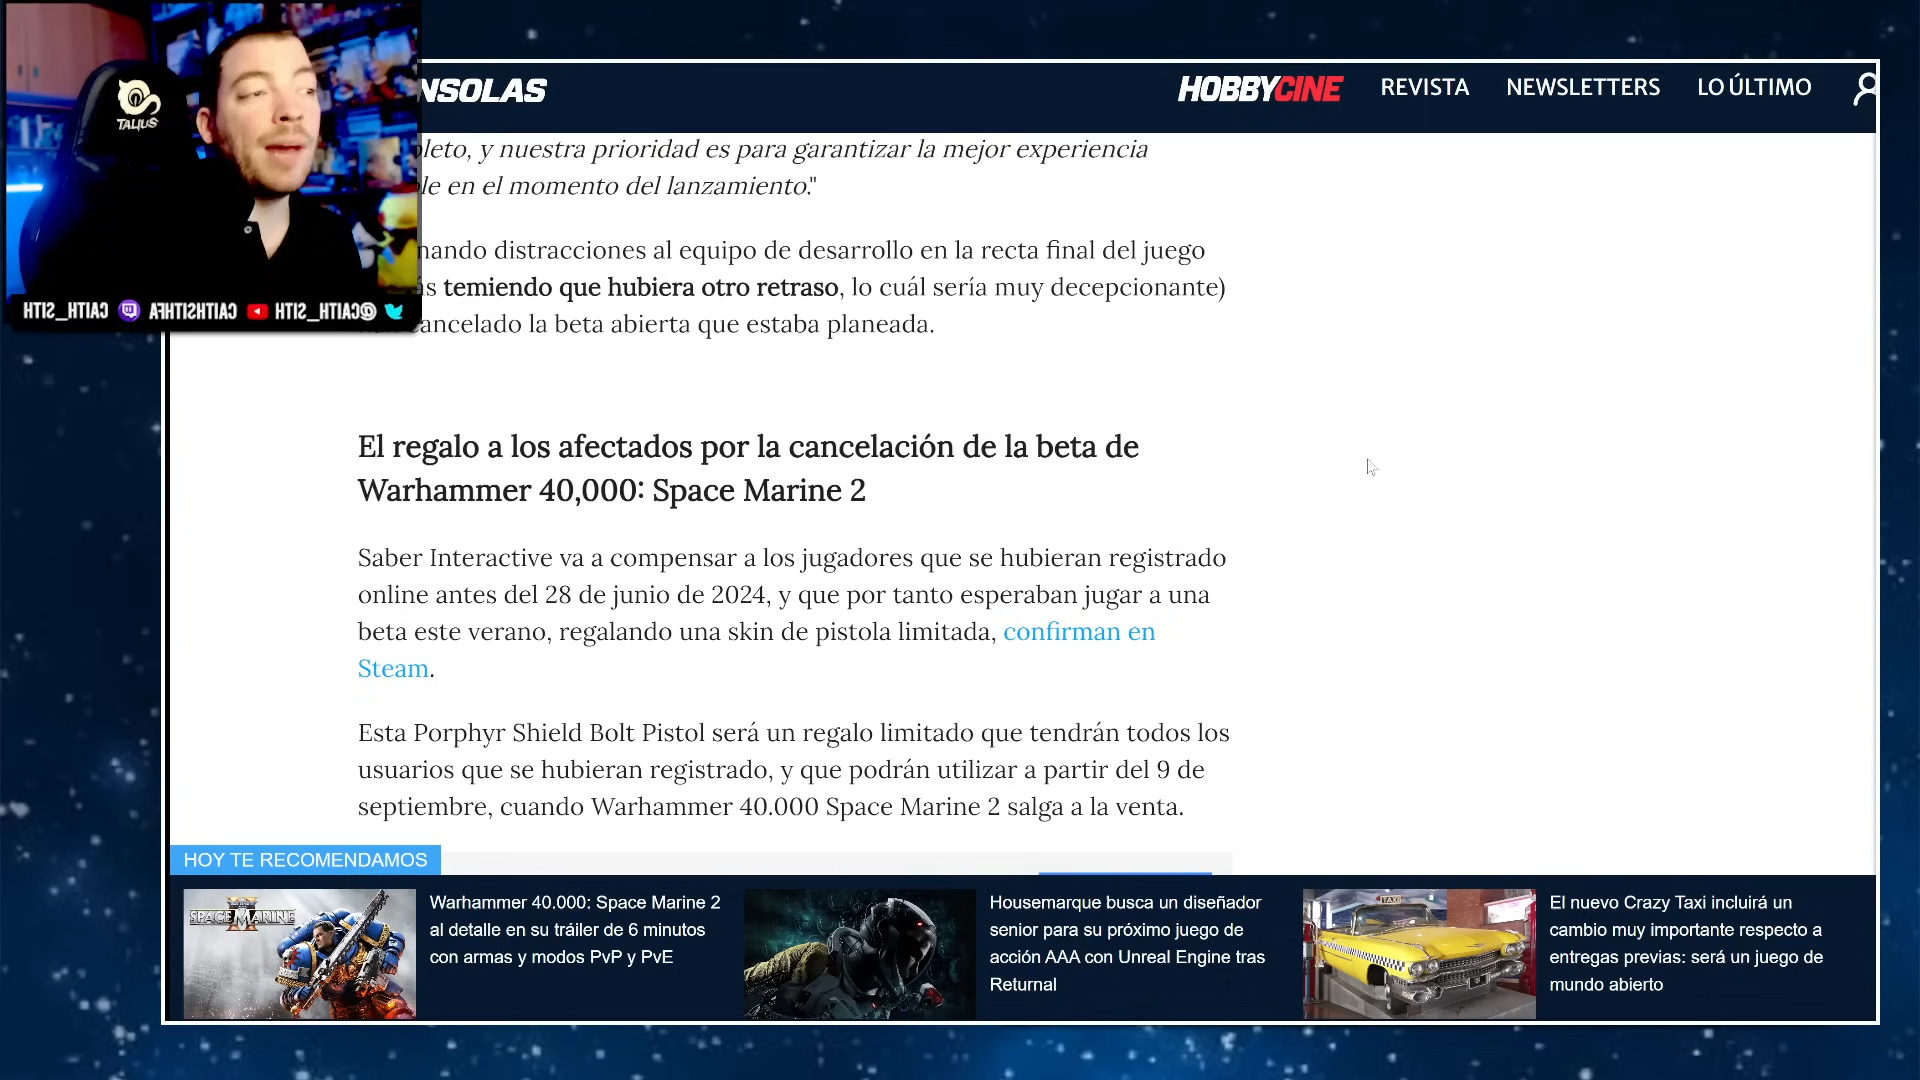 TALIUS
HTIS_HTIAC AFHTISHTIAC HTIS_HTIAC@
NSOLAS
HOBBYCINE REVISTA NEWSLETTERS LO ÚLTIMO
leto, y nuestra prioridad es para garantizar la mejor experiencia
le en el momento del lanzamiento."
nando distracciones al equipo de desarrollo en la recta final del juego
s temiendo que hubiera otro retraso, lo cuál sería muy decepcionante)
cancelado la beta abierta que estaba planeada.
El regalo a los afectados por la cancelación de la beta de
Warhammer 40,000: Space Marine 2
Saber Interactive va a compensar a los jugadores que se hubieran registrado
online antes del 28 de junio de 2024, y que por tanto esperaban jugar a una
beta este verano, regalando una skin de pistola limitada, confirman en
Steam.
Esta Porphyr Shield Bolt Pistol será un regalo limitado que tendrán todos los
usuarios que se hubieran registrado, y que podrán utilizar a partir del 9 de
septiembre, cuando Warhammer 40.000 Space Marine 2 salga a la venta.
HOY TE RECOMENDAMOS
SPACE MARINE
II
Warhammer 40.000: Space Marine 2
al detalle en su tráiler de 6 minutos
con armas y modos PvP y PvE
Housemarque busca un diseñador
senior para su próximo juego de
acción AAA con Unreal Engine tras
Returnal
TAXI
El nuevo Crazy Taxi incluirá un
cambio muy importante respecto a
entregas previas: será un juego de
mundo abierto